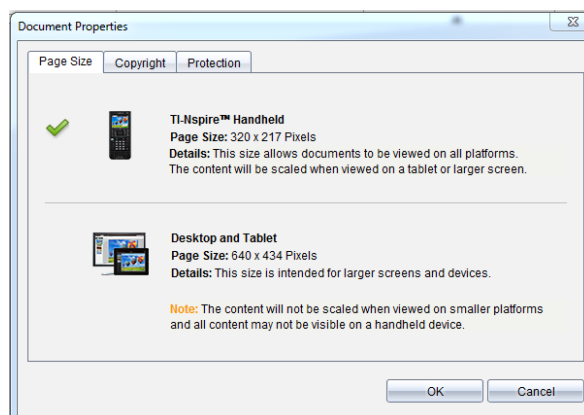 Document Properties
Page Size Copyright Protection
TI-Nspire™ Handheld
Page Size: 320 x 217 Pixels
Details: This size allows documents to be viewed on all platforms.
The content will be scaled when viewed on a tablet or larger screen.
Desktop and Tablet
Page Size: 640 x 434 Pixels
Details: This size is intended for larger screens and devices.
Note: The content will not be scaled when viewed on smaller platforms
and all content may not be visible on a handheld device.
OK Cancel